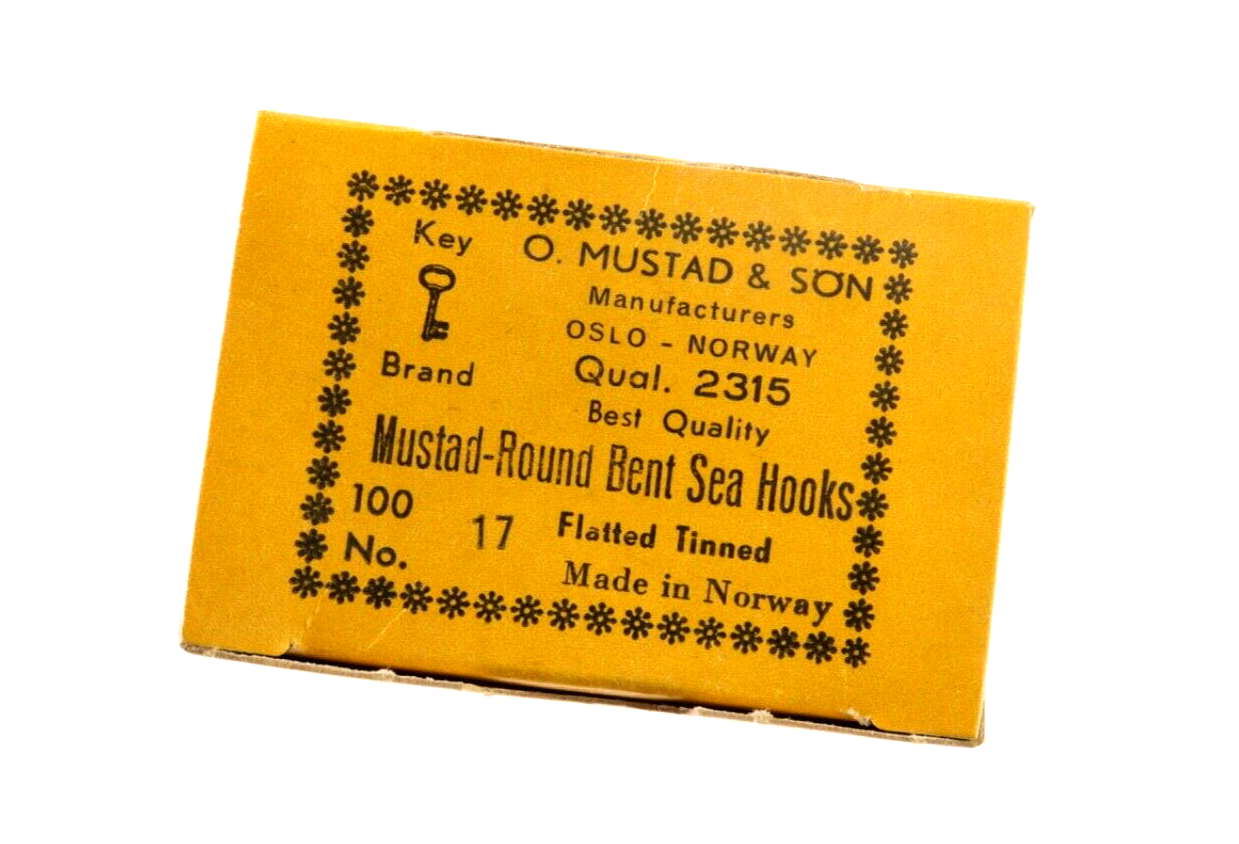 Key
Brand
O. MUSTAD & SÖN
Manufacturers
OSLO - NORWAY
Qual. 2315
Best Quality
Mustad-Round Bent Sea Hooks
100
No. 17
Flatted Tinned
Made in Norway